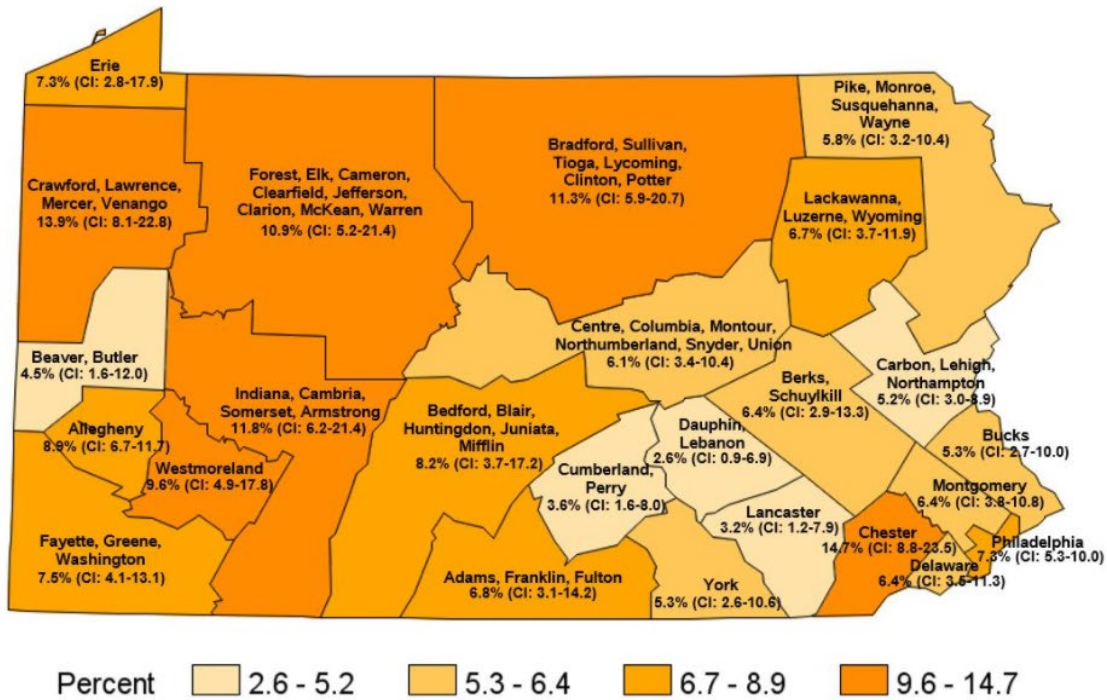 Erie
7.3% (CI: 2.8-17.9)
Crawford, Lawrence,
Mercer, Venango
13.9% (CI: 8.1-22.8)
Forest, Elk, Cameron,
Clearfield, Jefferson,
Clarion, McKean, Warren
10.9% (CI: 5.2-21.4)
Bradford, Sullivan,
Tioga, Lycoming,
Clinton, Potter
11.3% (CI: 5.9-20.7)
Pike, Monroe,
Susquehanna,
Wayne
5.8% (CI: 3.2-10.4)
Lackawanna,
Luzerne, Wyoming
6.7% (CI: 3.7-11.9)
Beaver, Butler
4.5% (CI: 1.6-12.0)
Indiana, Cambria,
Somerset, Armstrong
11.8% (CI: 6.2-21.4)
Centre, Columbia, Montour,
Northumberland, Snyder, Union
6.1% (CI: 3.4-10.4)
Carbon, Lehigh,
Northampton
5.2% (CI: 3.0-8.9)
Berks,
Schuylkill
6.4% (CI: 2.9-13.3)
Allegheny
8.9% (CI: 6.7-11.7)
Westmoreland
9.6% (CI: 4.9-17.8)
Bedford, Blair,
Huntingdon, Juniata,
Mifflin
8.2% (CI: 3.7-17.2)
Cumberland,
Perry
3.6% (CI: 1.6-8.0)
Dauphin,
Lebanon
2.6% (CI: 0.9-6.9)
Bucks
5.3% (CI: 2.7-10.0)
Montgomery
6.4% (CI: 3.8-10.8)
Lancaster
3.2% (CI: 1.2-7.9)
Chester
14.7% (CI: 8.8-23.5)
Philadelphia
7.3% (CI: 5.3-10.0)
Delaware
6.4% (CI: 3.5-11.3)
Fayette, Greene,
Washington
7.5% (CI: 4.1-13.1)
Adams, Franklin, Fulton
6.8% (CI: 3.1-14.2)
York
5.3% (CI: 2.6-10.6)
Percent 2.6 - 5.2 5.3 - 6.4 6.7 - 8.9 9.6 - 14.7